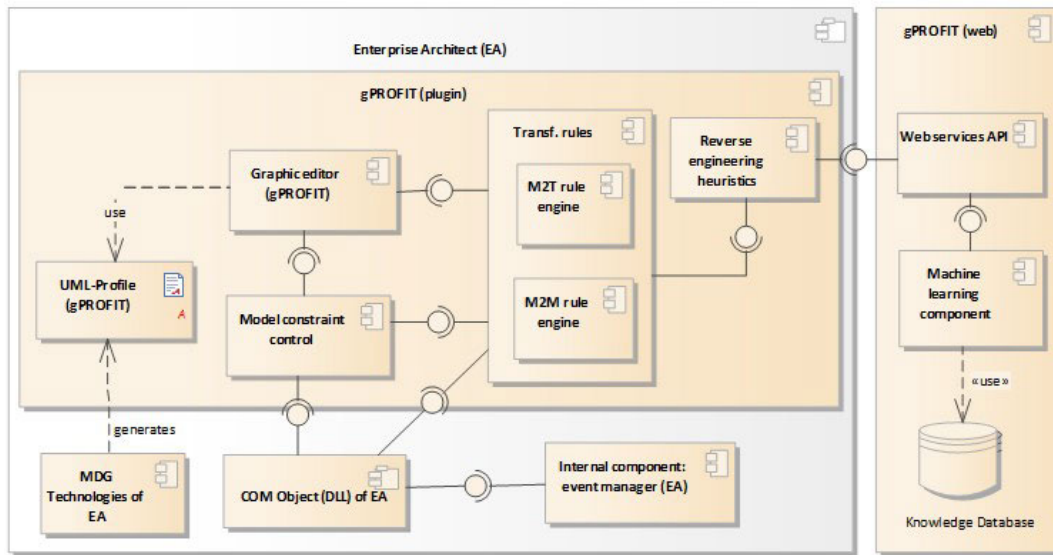 Enterprise Architect (EA)
gPROFIT (plugin)
Graphic editor
(gPROFIT)
use
UML-Profile
(gPROFIT)
A
A
Model constraint
control
generates
MDG
Technologies of
EA
COM Object (DLL) of EA
Internal component:
event manager (EA)
Transf. rules
M2T rule
engine
M2M rule
engine
Reverse
engineering
heuristics
gPROFIT (web)
Web services API
Machine
learning
component
« use »
Knowledge Database